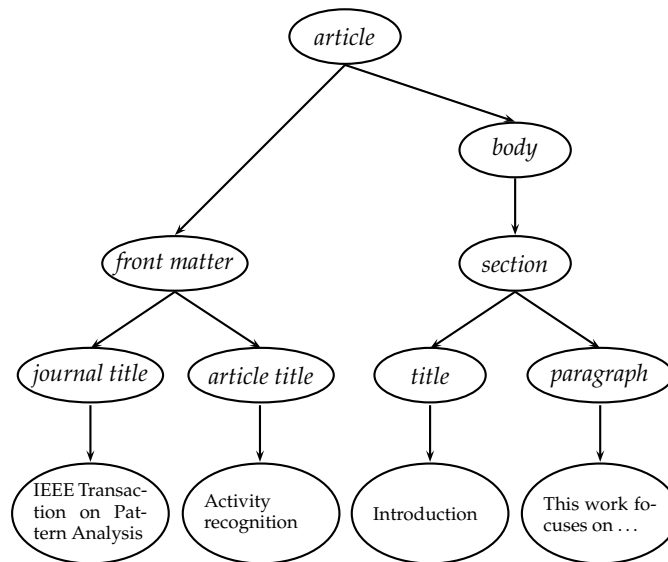 article
body
front matter
section
journal title
article title
title
paragraph
IEEE Transac-
tion on Pat-
tern Analysis
Activity
recognition
Introduction
This work fo-
cuses on ...